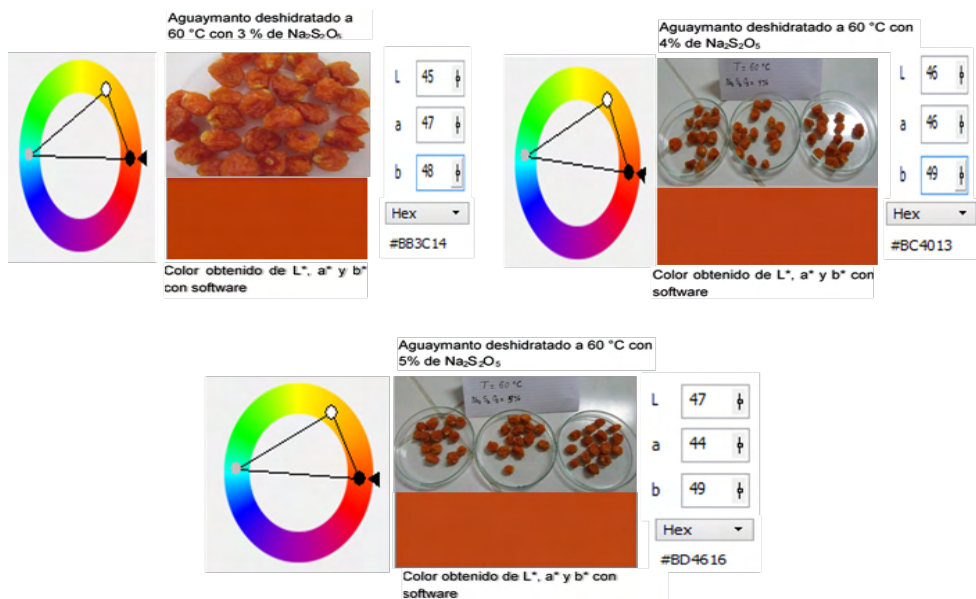 Aguaymanto deshidratado a
60 °C con 3 % de Na₂S₂O₅
L 45
a 47
b 48
Hex
#BB3C14
Color obtenido de L*, a* y b*
con software
Aguaymanto deshidratado a 60 °C con
4% de Na₂S₂O₅
T = 60 °C
L 46
a 46
b 49
Hex
#BC4013
Color obtenido de L*, a* y b* con
software
Aguaymanto deshidratado a 60 °C con
5% de Na₂S₂O₅
T = 60 °C
L 47
a 44
b 49
Hex
#BD4616
Color obtenido de L*, a* y b* con
software